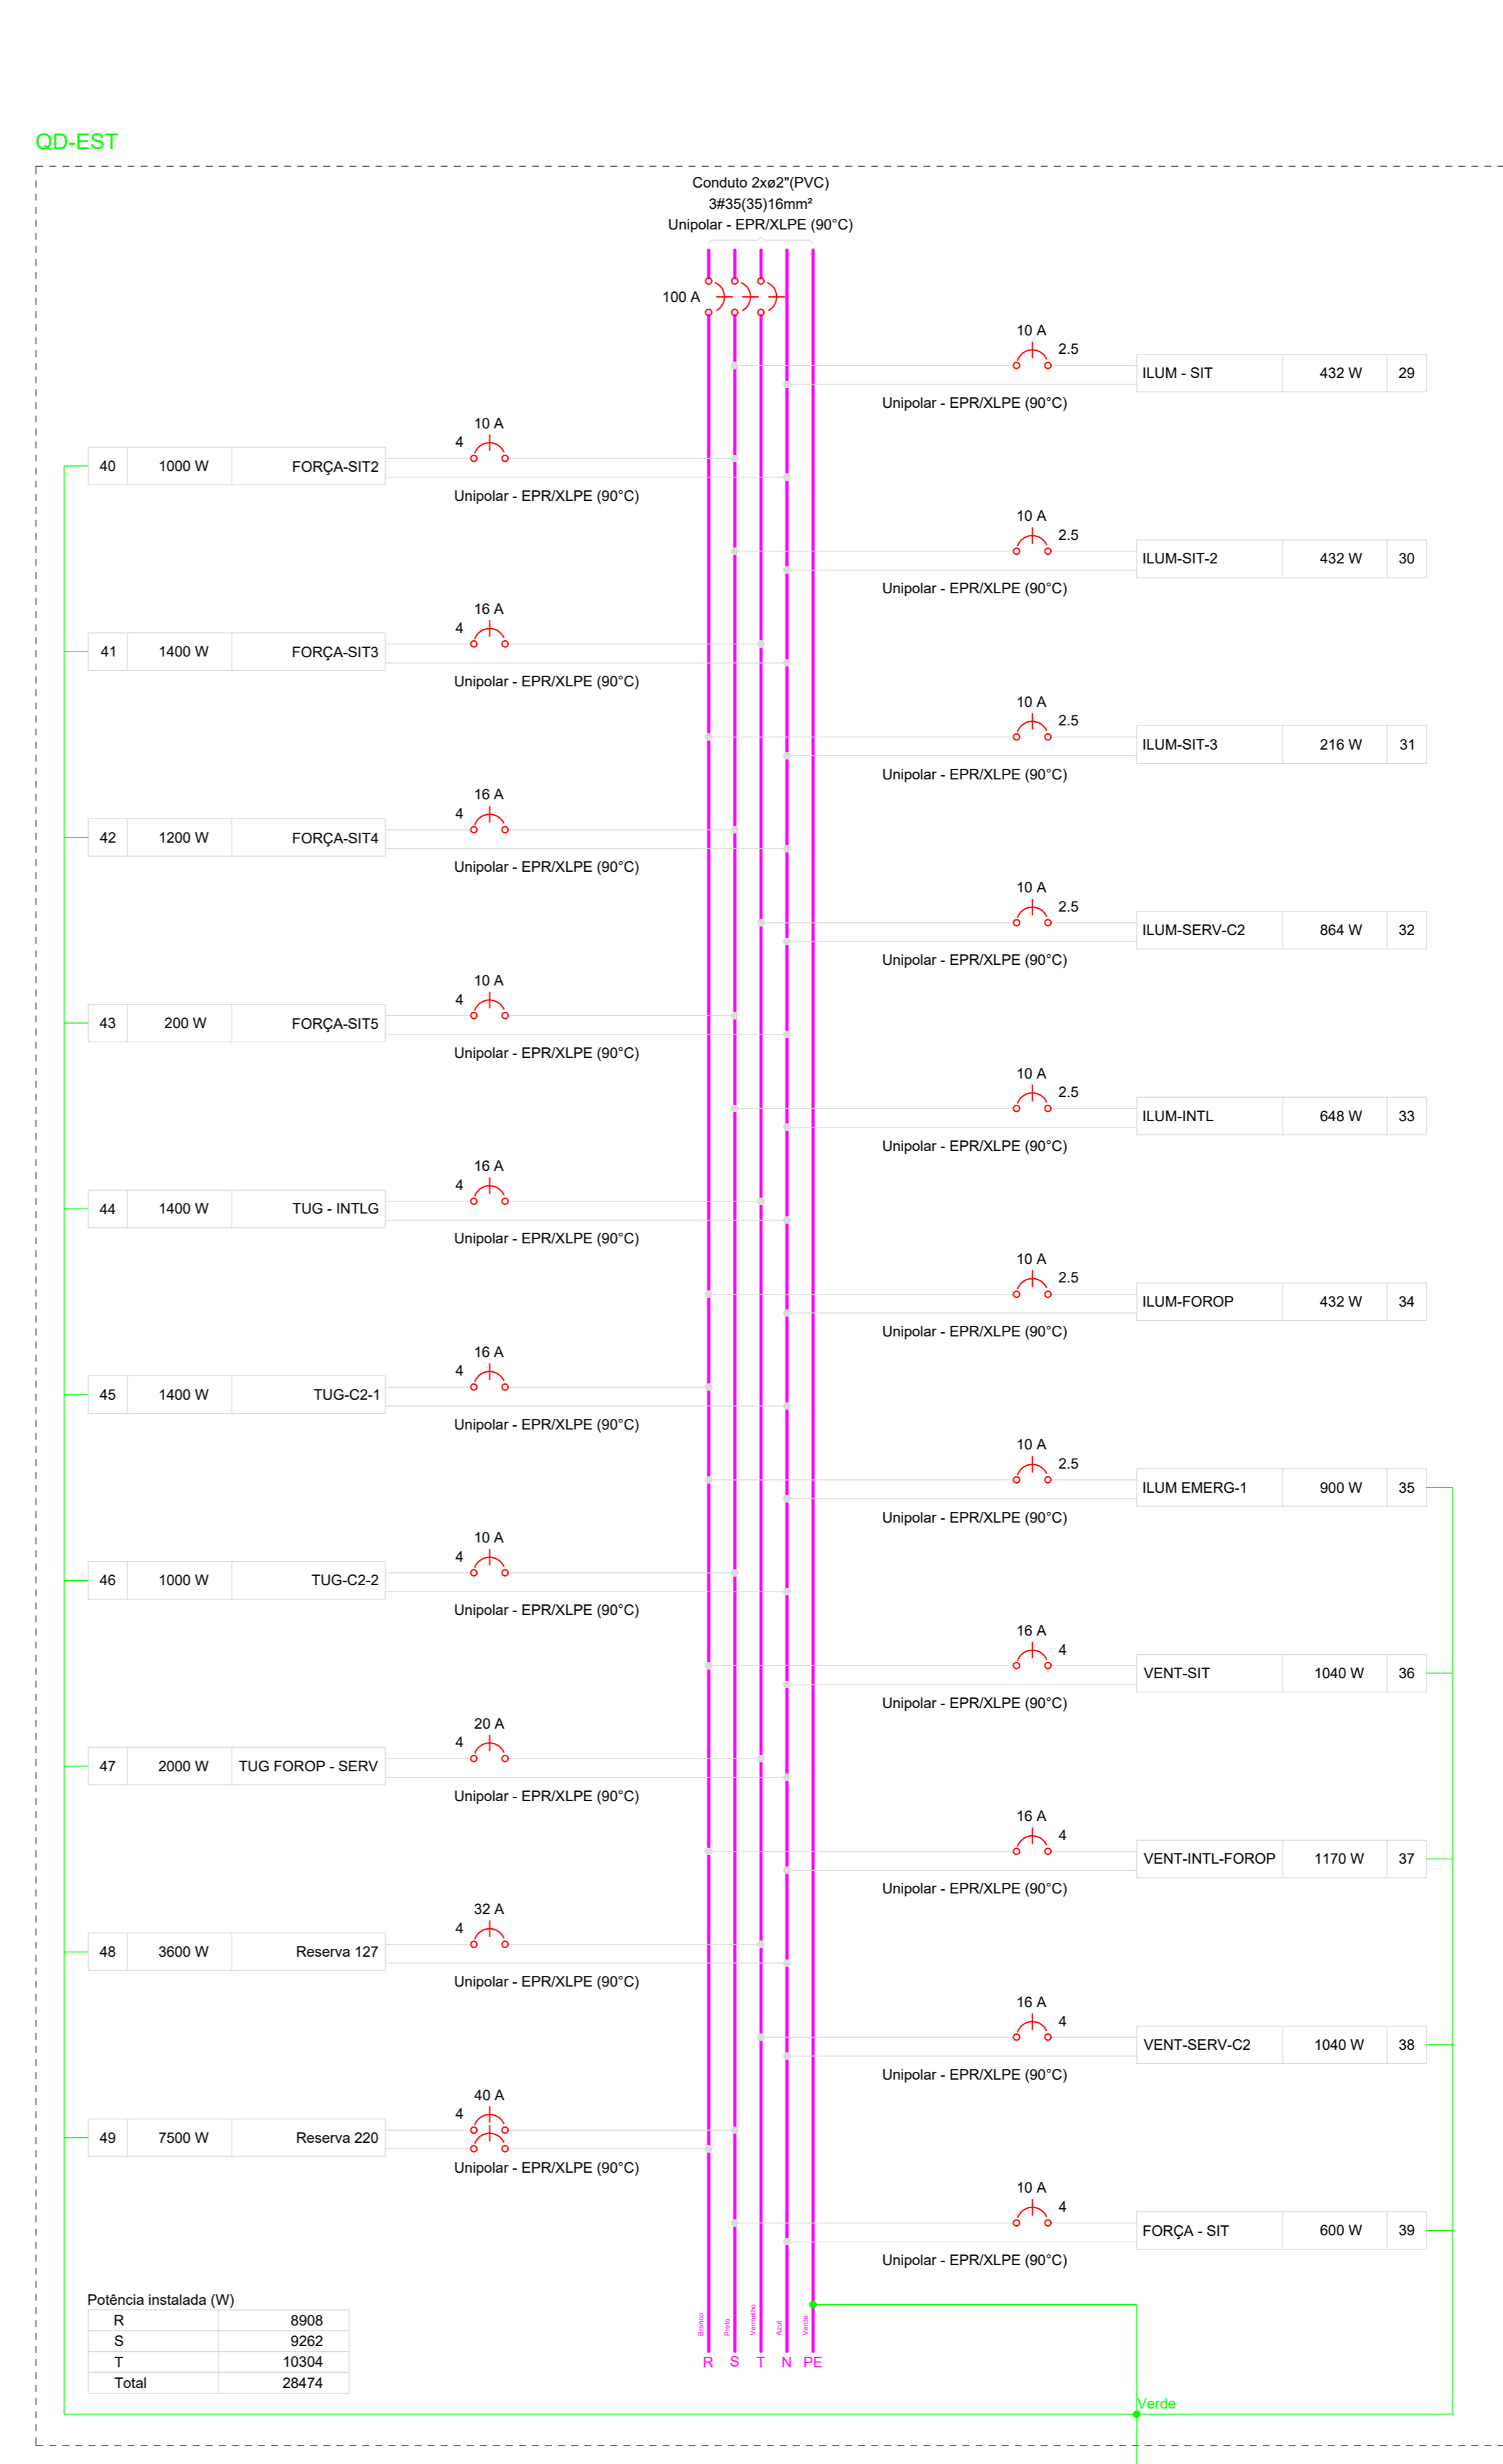 QD-EST
Conduto 2xø2"(PVC)
3#35(35)16mm²
Unipolar - EPR/XLPE (90°C)
100 A
10 A
2.5
ILUM - SIT 432 W 29
Unipolar - EPR/XLPE (90°C)
10 A
4
40 1000 W FORÇA-SIT2
Unipolar - EPR/XLPE (90°C)
10 A
2.5
ILUM-SIT-2 432 W 30
Unipolar - EPR/XLPE (90°C)
16 A
4
41 1400 W FORÇA-SIT3
Unipolar - EPR/XLPE (90°C)
10 A
2.5
ILUM-SIT-3 216 W 31
Unipolar - EPR/XLPE (90°C)
16 A
4
42 1200 W FORÇA-SIT4
Unipolar - EPR/XLPE (90°C)
10 A
2.5
ILUM-SERV-C2 864 W 32
Unipolar - EPR/XLPE (90°C)
10 A
4
43 200 W FORÇA-SIT5
Unipolar - EPR/XLPE (90°C)
10 A
2.5
ILUM-INTL 648 W 33
Unipolar - EPR/XLPE (90°C)
16 A
4
44 1400 W TUG - INTLG
Unipolar - EPR/XLPE (90°C)
10 A
2.5
ILUM-FOROP 432 W 34
Unipolar - EPR/XLPE (90°C)
16 A
4
45 1400 W TUG-C2-1
Unipolar - EPR/XLPE (90°C)
10 A
2.5
ILUM EMERG-1 900 W 35
Unipolar - EPR/XLPE (90°C)
10 A
4
46 1000 W TUG-C2-2
Unipolar - EPR/XLPE (90°C)
16 A
4
VENT-SIT 1040 W 36
Unipolar - EPR/XLPE (90°C)
20 A
4
47 2000 W TUG FOROP - SERV
Unipolar - EPR/XLPE (90°C)
16 A
4
VENT-INTL-FOROP 1170 W 37
Unipolar - EPR/XLPE (90°C)
32 A
4
48 3600 W Reserva 127
Unipolar - EPR/XLPE (90°C)
16 A
4
VENT-SERV-C2 1040 W 38
Unipolar - EPR/XLPE (90°C)
40 A
4
49 7500 W Reserva 220
Unipolar - EPR/XLPE (90°C)
10 A
4
FORÇA - SIT 600 W 39
Unipolar - EPR/XLPE (90°C)
Potência instalada (W)
R 8908
S 9262
T 10304
Total 28474
Branco Preto Vermelho Azul Verde
R S T N PE
Verde